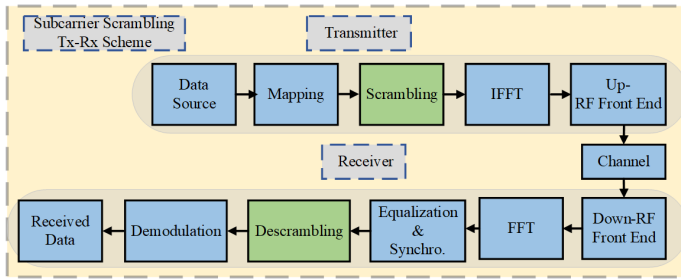 Subcarrier Scrambling
Tx-Rx Scheme
Transmitter
Data
Source
Mapping
Scrambling
IFFT
Up-
RF Front End
Channel
Receiver
Received
Data
Demodulation
Descrambling
Equalization
&
Synchro.
FFT
Down-RF
Front End